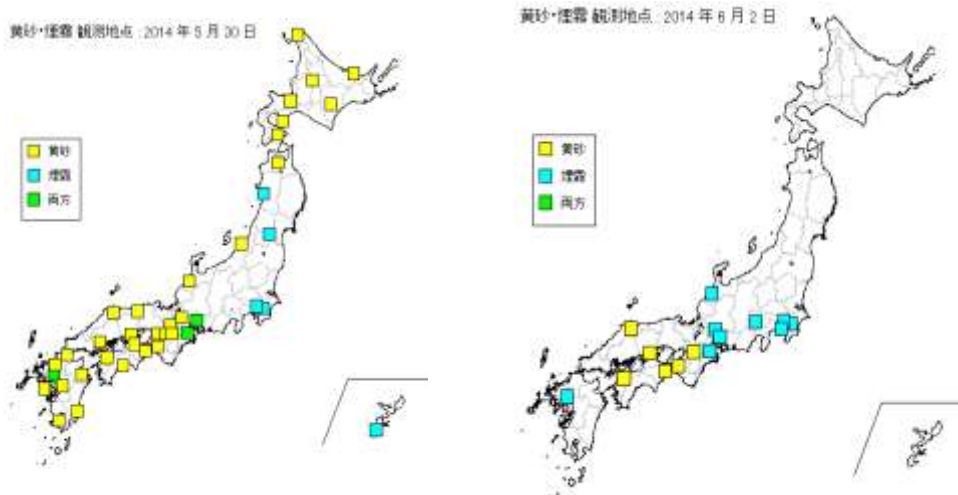 黄砂・煙霧 観測地点 : 2014 年 5 月 30 日
黄砂
煙霧
両方
黄砂・煙霧 観測地点 : 2014 年 6 月 2 日
黄砂
煙霧
両方